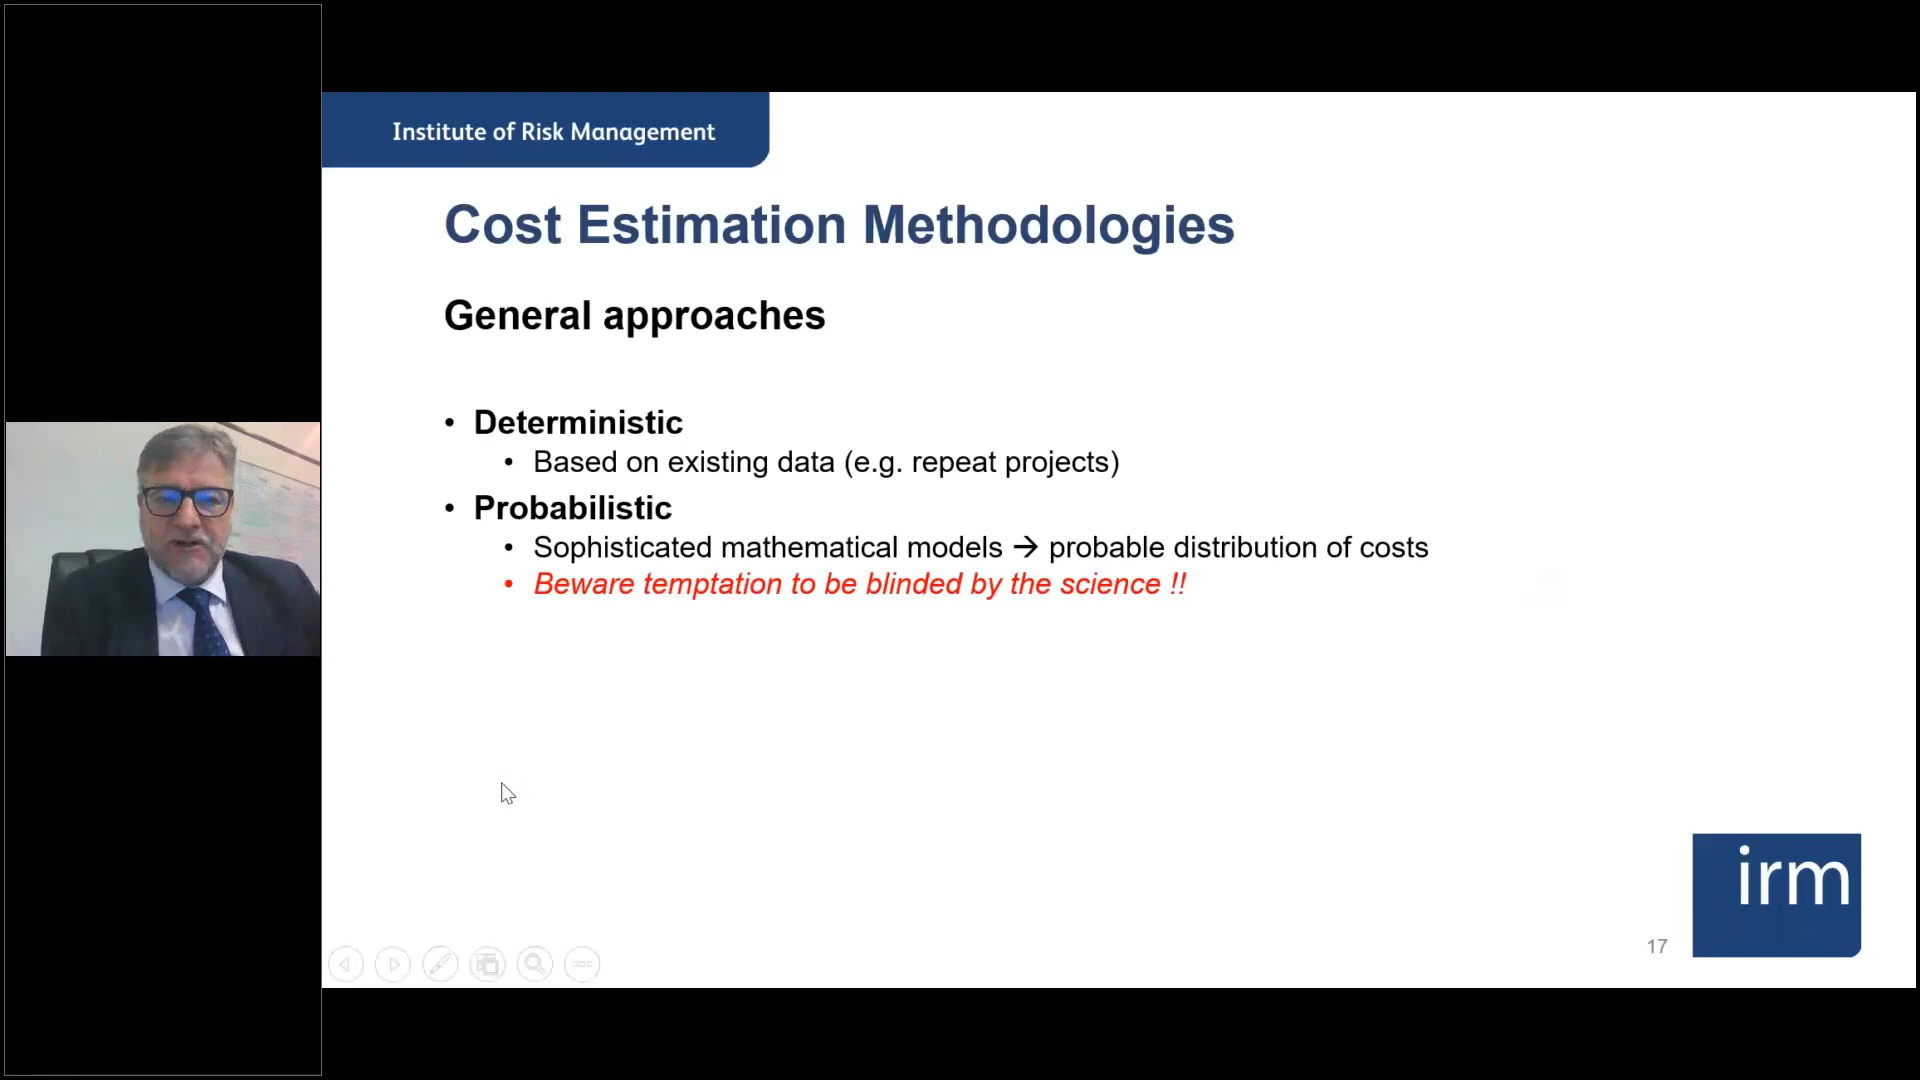 Institute of Risk Management
Cost Estimation Methodologies
General approaches
• Deterministic
• Based on existing data (e.g. repeat projects)
• Probabilistic
• Sophisticated mathematical models → probable distribution of costs
• Beware temptation to be blinded by the science !!
irm
17